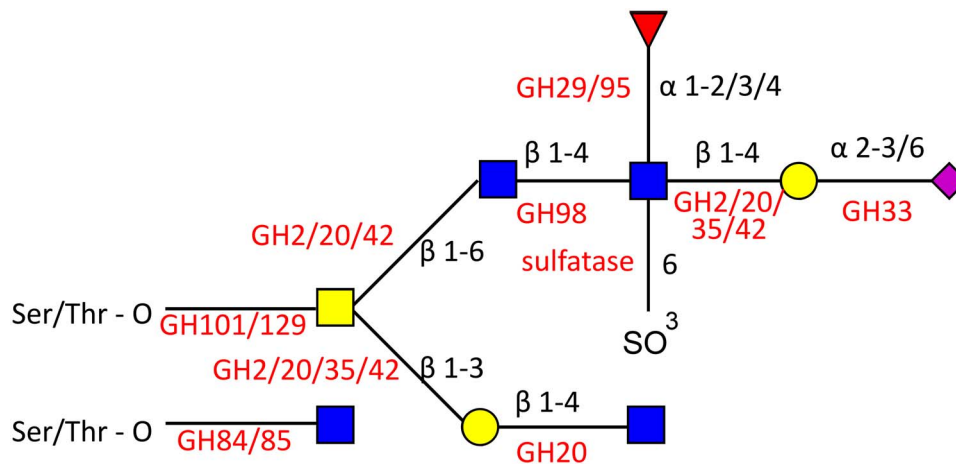 GH29/95 α 1-2/3/4
β 1-4 β 1-4 α 2-3/6
GH98 GH2/20/
35/42 GH33
GH2/20/42 β 1-6 sulfatase 6
Ser/Thr - O GH101/129 SO3
GH2/20/35/42 β 1-3
β 1-4
Ser/Thr - O GH84/85 GH20